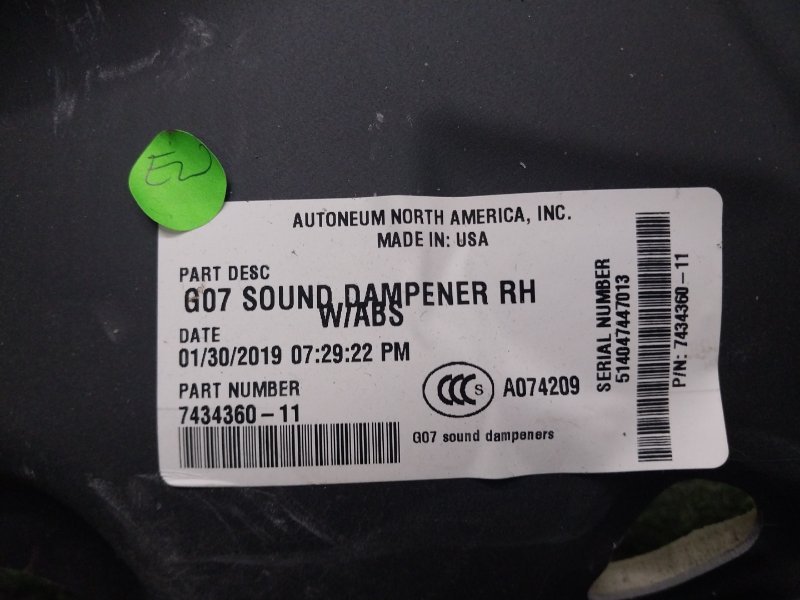 EW
AUTONEUM NORTH AMERICA, INC.
MADE IN: USA
PART DESC
G07 SOUND DAMPENER RH
W/ABS
DATE
01/30/2019 07:29:22 PM
PART NUMBER
7434360-11
CCC S
A074209
G07 sound dampeners
SERIAL NUMBER
514047447013
P/N: 7434360-11